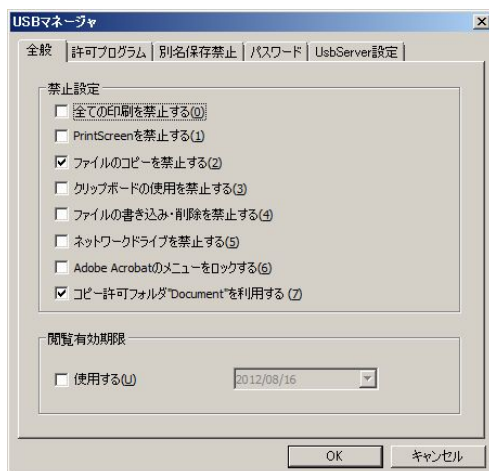 USBマネージャ
全般 許可プログラム 別名保存禁止 パスワード UsbServer設定
禁止設定
全ての印刷を禁止する(0)
PrintScreenを禁止する(1)
ファイルのコピーを禁止する(2)
クリップボードの使用を禁止する(3)
ファイルの書き込み・削除を禁止する(4)
ネットワークドライブを禁止する(5)
Adobe Acrobatのメニューをロックする(6)
コピー許可フォルダ"Document"を利用する (7)
閲覧有効期限
使用する(U) 2012/08/16
OK キャンセル